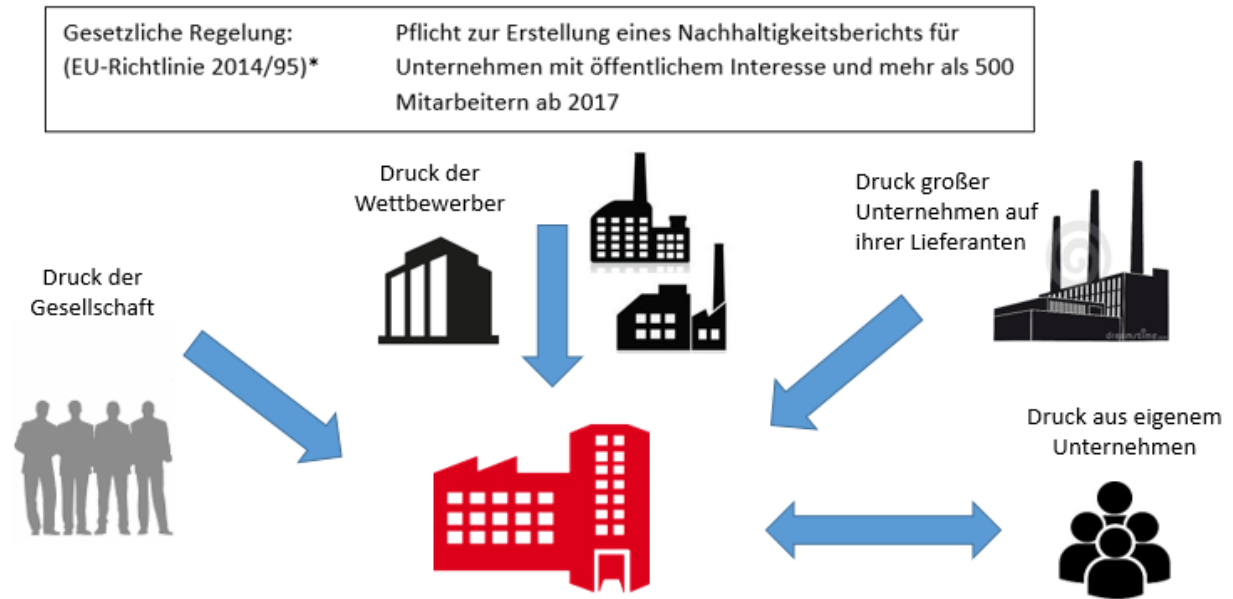 Gesetzliche Regelung:
(EU-Richtlinie 2014/95)*
Pflicht zur Erstellung eines Nachhaltigkeitsberichts für
Unternehmen mit öffentlichem Interesse und mehr als 500
Mitarbeitern ab 2017
Druck der
Wettbewerber
Druck großer
Unternehmen auf
ihrer Lieferanten
Druck der
Gesellschaft
Druck aus eigenem
Unternehmen
dreamstime